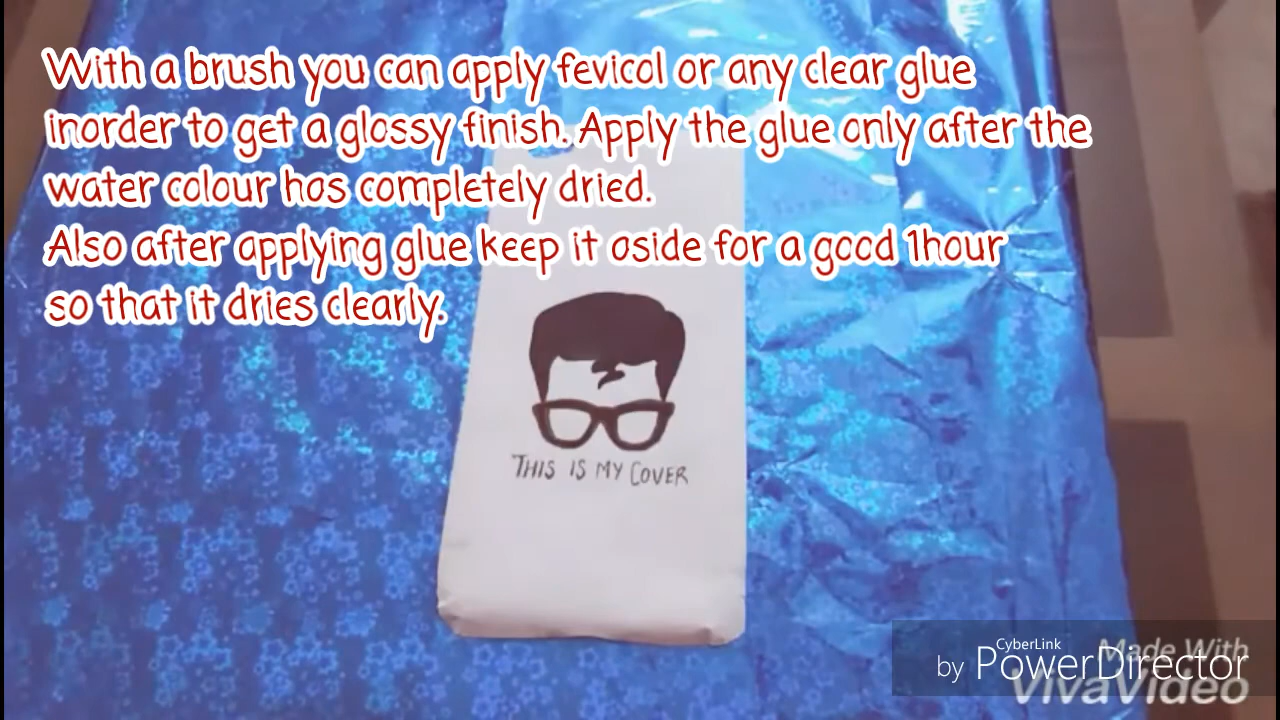 With a brush you can apply fevicol or any clear glue
inorder to get a glossy finish. Apply the glue only after the
water colour has completely dried.
Also after applying glue keep it aside for a good 1hour
so that it dries clearly.
THIS IS MY COVER
CyberLink
by PowerDirector
Made With
VivaVideo